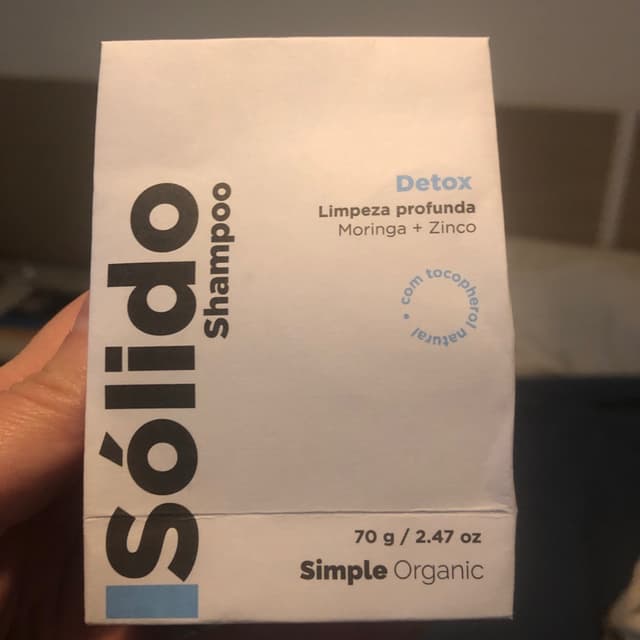 Sólido
Shampoo
Detox
Limpeza profunda
Moringa + Zinco
com tocopherol natural •
70 g / 2.47 oz
Simple Organic